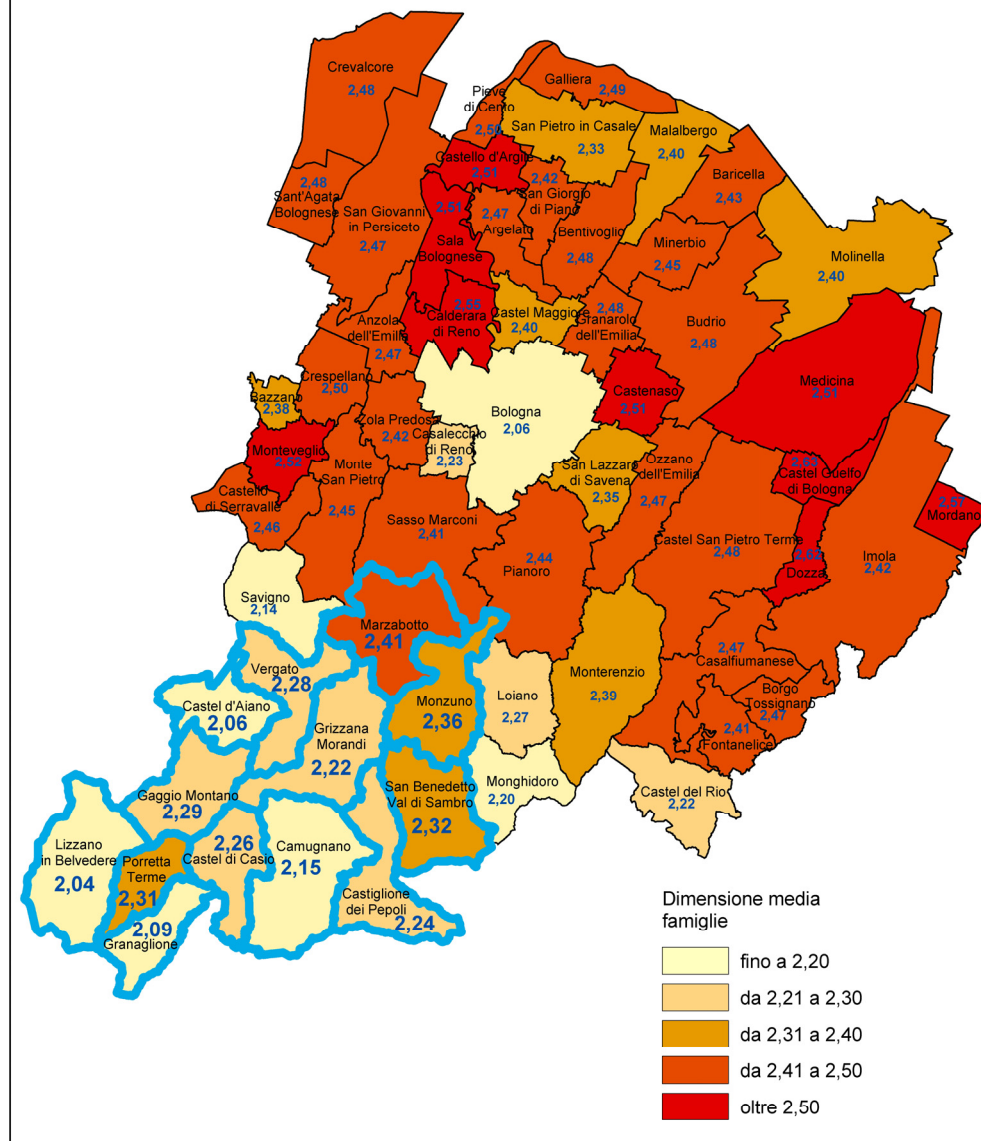 Crevalcore
2,48
Galliera
2,49
Pieve
di Cento
2,50
San Pietro in Casale
2,33
Malalbergo
2,40
Castello d'Argile
2,51
2,42
San Giorgio
di Piano
Baricella
2,43
2,48
Sant'Agata
Bolognese
San Giovanni
in Persiceto
2,47
2,51
Sala
Bolognese
2,47
Argelato
Bentivoglio
2,48
Minerbio
2,45
Molinella
2,40
2,55
Calderara
di Reno
Castel Maggiore
2,40
2,48
Granarolo
dell'Emilia
Budrio
2,48
Anzola
dell'Emilia
2,47
Crespellano
2,50
Bazzano
2,38
Zola Predosa
2,42
Casalecchio
di Reno
2,23
Bologna
2,06
Castenaso
2,51
Medicina
2,51
Monteveglio
2,52
Monte
San Pietro
2,45
San Lazzaro
di Savena
2,35
Ozzano
dell'Emilia
2,47
Castel Guelfo
di Bologna
Castello
di Serravalle
2,46
Sasso Marconi
2,41
2,44
Pianoro
Castel San Pietro Terme
2,48
2,52
Dozza
2,57
Mordano
Imola
2,42
Savigno
2,14
Marzabotto
2,41
Vergato
2,28
Castel d'Aiano
2,06
Grizzana
Morandi
2,22
Monzuno
2,36
Loiano
2,27
Monterenzio
2,39
2,47
Casalfiumanese
Borgo
Tossignano
2,47
2,41
Fontanelice
Castel del Rio
2,22
Gaggio Montano
2,29
San Benedetto
Val di Sambro
2,32
Monghidoro
2,20
Lizzano
in Belvedere
2,04
Porretta
Terme
2,31
2,26
Castel di Casio
Camugnano
2,15
Castiglione
dei Pepoli
2,24
2,09
Granaglione
Dimensione media
famiglie
fino a 2,20
da 2,21 a 2,30
da 2,31 a 2,40
da 2,41 a 2,50
oltre 2,50